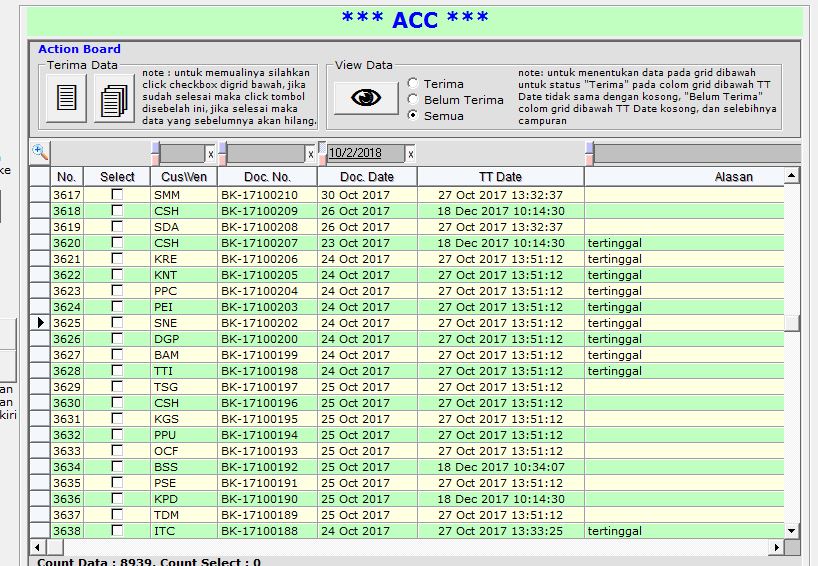 *** ACC ***
Action Board
Terima Data
note : untuk memualinya silahkan
click checkbox digrid bawah, jika
sudah selesai maka click tombol
disebelah ini, jika selesai maka
data yang sebelumnya akan hilang.
View Data
Terima
Belum Terima
Semua
note: untuk menentukan data pada grid dibawah
untuk status "Terima" pada colom grid dibawah TT
Date tidak sama dengan kosong, "Belum Terima"
colom grid dibawah TT Date kosong, dan selebihnya
campuran
x x 10/2/2018 x
No. Select Cus\Ven Doc. No. Doc. Date TT Date Alasan
3617 SMM BK-17100210 30 Oct 2017 27 Oct 2017 13:32:37
3618 CSH BK-17100209 26 Oct 2017 18 Dec 2017 10:14:30
3619 SDA BK-17100208 26 Oct 2017 27 Oct 2017 13:32:37
3620 CSH BK-17100207 23 Oct 2017 18 Dec 2017 10:14:30 tertinggal
3621 KRE BK-17100206 24 Oct 2017 27 Oct 2017 13:51:12 tertinggal
3622 KNT BK-17100205 24 Oct 2017 27 Oct 2017 13:51:12 tertinggal
3623 PPC BK-17100204 24 Oct 2017 27 Oct 2017 13:51:12 tertinggal
3624 PEI BK-17100203 24 Oct 2017 27 Oct 2017 13:51:12 tertinggal
3625 SNE BK-17100202 24 Oct 2017 27 Oct 2017 13:51:12 tertinggal
3626 DGP BK-17100200 24 Oct 2017 27 Oct 2017 13:51:12 tertinggal
3627 BAM BK-17100199 24 Oct 2017 27 Oct 2017 13:51:12 tertinggal
3628 TTI BK-17100198 24 Oct 2017 27 Oct 2017 13:51:12 tertinggal
3629 TSG BK-17100197 25 Oct 2017 27 Oct 2017 13:51:12
3630 CSH BK-17100196 25 Oct 2017 27 Oct 2017 13:51:12
3631 KGS BK-17100195 25 Oct 2017 27 Oct 2017 13:51:12
3632 PPU BK-17100194 25 Oct 2017 27 Oct 2017 13:51:12
3633 OCF BK-17100193 25 Oct 2017 27 Oct 2017 13:51:12
3634 BSS BK-17100192 25 Oct 2017 18 Dec 2017 10:34:07
3635 PSE BK-17100191 25 Oct 2017 27 Oct 2017 13:51:12
3636 KPD BK-17100190 25 Oct 2017 18 Dec 2017 10:14:30
3637 TDM BK-17100189 25 Oct 2017 27 Oct 2017 13:51:12
3638 ITC BK-17100188 24 Oct 2017 27 Oct 2017 13:33:25 tertinggal
Count Data : 8939, Count Select : 0
ke
an
an
kiri